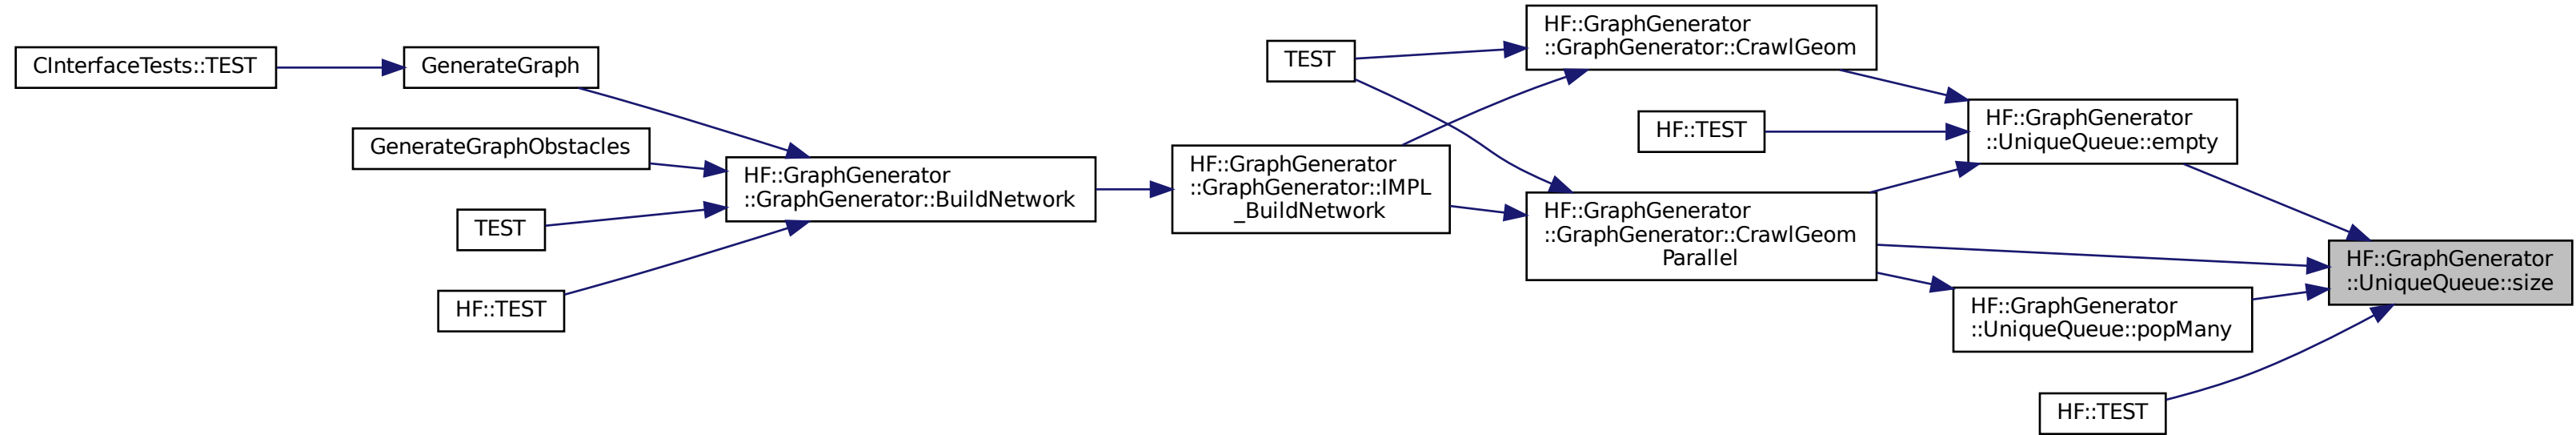 CInterfaceTests::TEST
GenerateGraph
GenerateGraphObstacles
TEST
HF::TEST
HF::GraphGenerator
::GraphGenerator::BuildNetwork
HF::GraphGenerator
::GraphGenerator::IMPL
_BuildNetwork
TEST
HF::GraphGenerator
::GraphGenerator::CrawlGeom
HF::TEST
HF::GraphGenerator
::GraphGenerator::CrawlGeom
Parallel
HF::GraphGenerator
::UniqueQueue::empty
HF::GraphGenerator
::UniqueQueue::popMany
HF::TEST
HF::GraphGenerator
::UniqueQueue::size